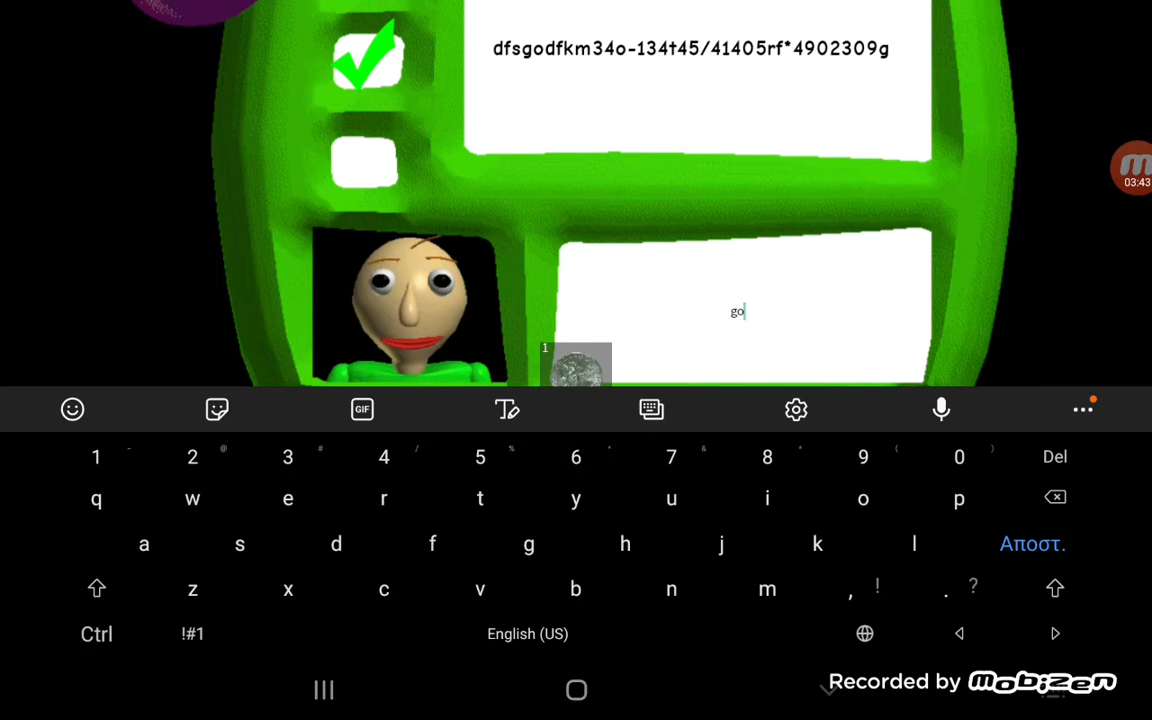 dfsgodfkm34o-134t45/41405rf*4902309g
03:43
go
1
GIF
1 - 2 @ 3 # 4 / 5 % 6 ^ 7 & 8 * 9 ( 0 ) Del
q w e r t y u i o p
a s d f g h j k l Αποστ.
z x c v b n m , ! . ?
Ctrl !#1 English (US)
Recorded by mobizen